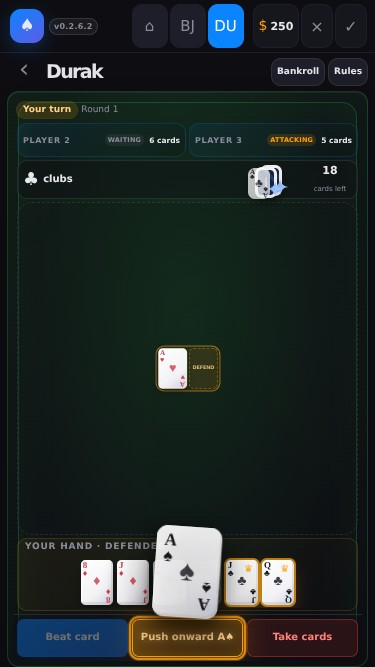 v0.2.6.2
BJ
DU
$ 250
Durak
Bankroll
Rules
Your turn Round 1
PLAYER 2 WAITING 6 cards
PLAYER 3 ATTACKING 5 cards
clubs
18
cards left
A
A
DEFEND
YOUR HAND · DEFENDE
8
8
J
J
A
A
J
J
Q
Q
Beat card
Push onward A♠
Take cards